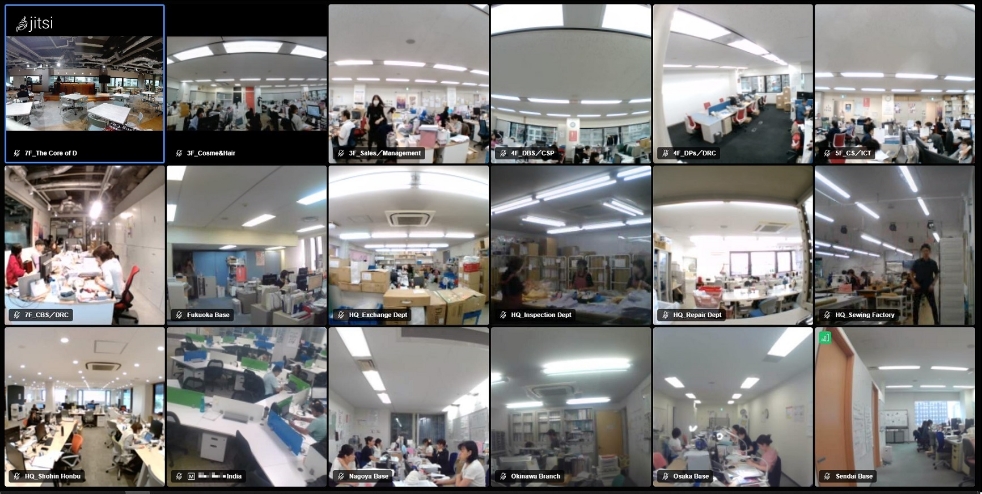 jitsi
7F_The Core of D
3F_Cosme&Hair
3F_Sales／Management
4F_DBS／CSP
4F_DPs／DRC
5F_CS／ICT
7F_CBS／DRC
Fukuoka Base
HQ_Exchange Dept
HQ_Inspection Dept
HQ_Repair Dept
HQ_Sewing Factory
HQ_Shohin Honbu
M India
Nagoya Base
Okinawa Branch
Osaka Base
Sendai Base